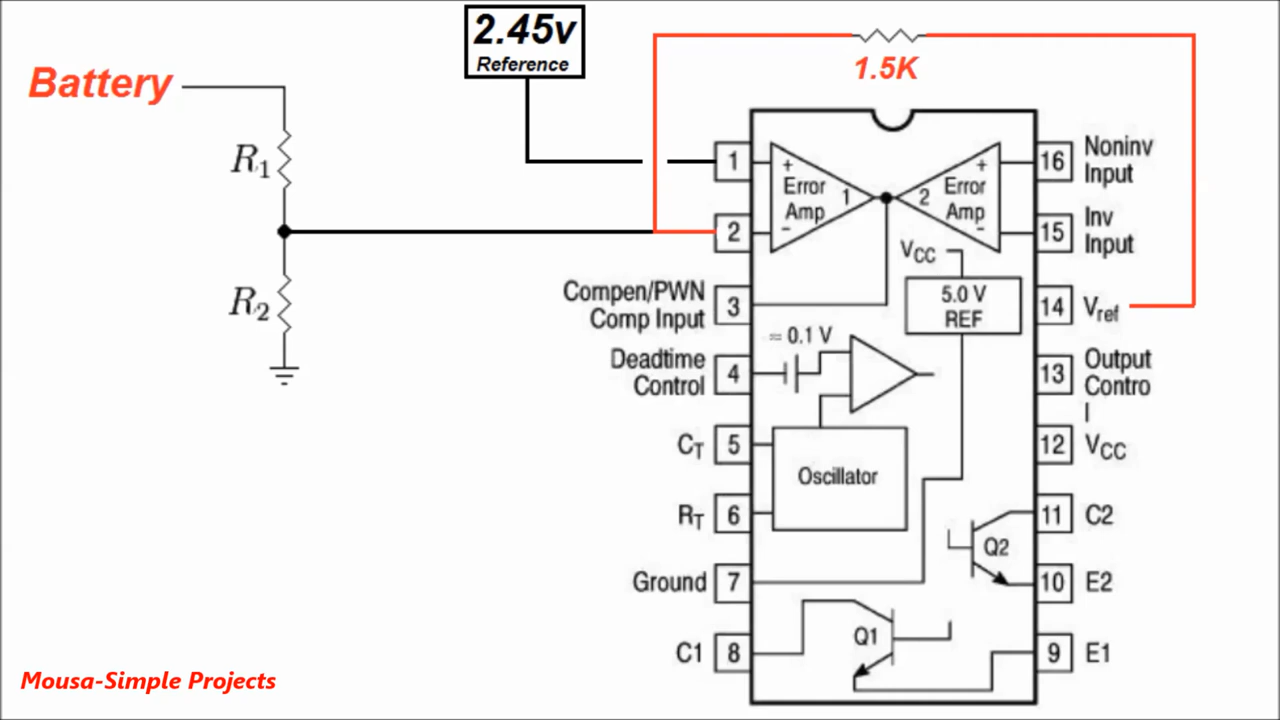 2.45v
Reference
1.5K
Battery
R1
R2
1
2
3
4
5
6
7
8
16
15
14
13
12
11
10
9
+
Error
Amp
1
-
+
Error
2
Amp
-
Noninv
Input
Inv
Input
Vref
Output
Contro
l
VCC
C2
E2
E1
Compen/PWN
Comp Input
Deadtime
Control
CT
RT
Ground
C1
VCC
5.0 V
REF
≈ 0.1 V
Oscillator
Q2
Q1
Mousa-Simple Projects